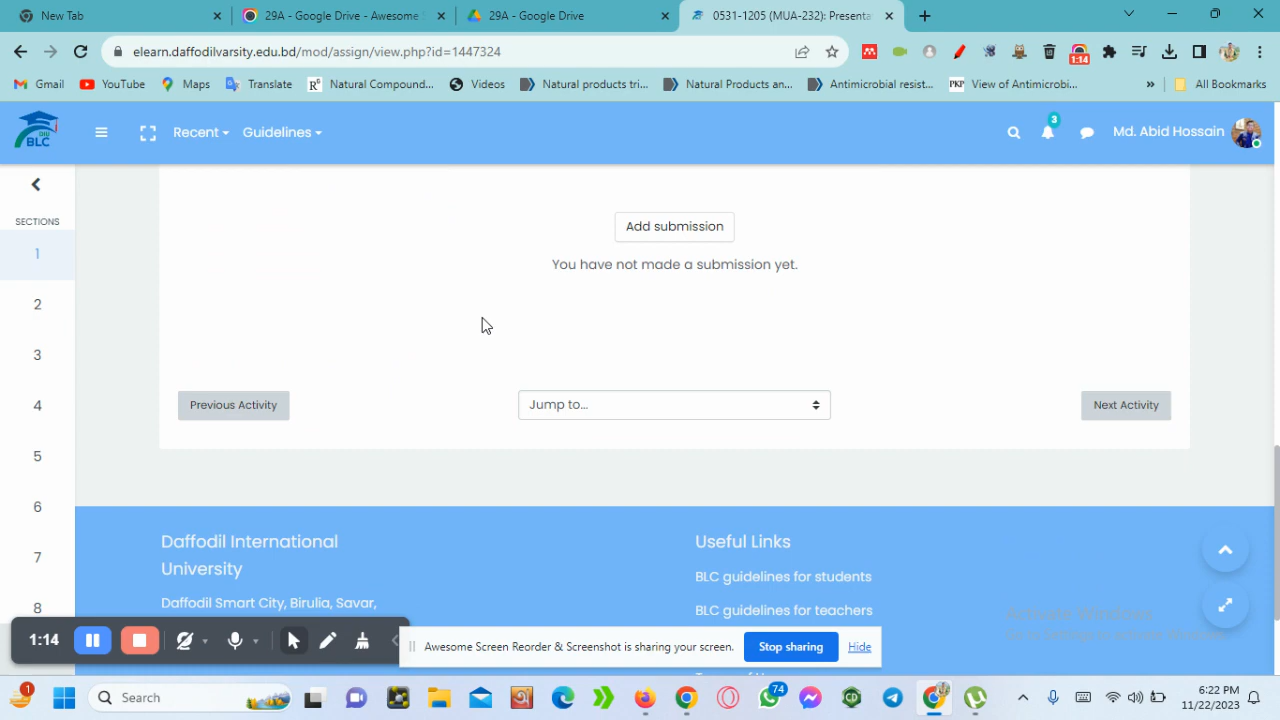 New Tab
29A - Google Drive - Awesome
29A - Google Drive
0531-1205 (MUA-232): Presenta
elearn.daffodilvarsity.edu.bd/mod/assign/view.php?id=1447324
1:14
Gmail
YouTube
Maps
Translate
Natural Compound...
Videos
Natural products tri...
Natural Products an...
Antimicrobial resist...
PKP
View of Antimicrobi...
»
All Bookmarks
DIU
BLC
Recent
Guidelines
3
Md. Abid Hossain
SECTIONS
1
2
3
4
5
6
7
8
Add submission
You have not made a submission yet.
Previous Activity
Jump to...
Next Activity
Daffodil International
University
Daffodil Smart City, Birulia, Savar,
Useful Links
BLC guidelines for students
BLC guidelines for teachers
1:14
Awesome Screen Reorder & Screenshot is sharing your screen.
Stop sharing
Hide
1
Search
74
6:22 PM
11/22/2023